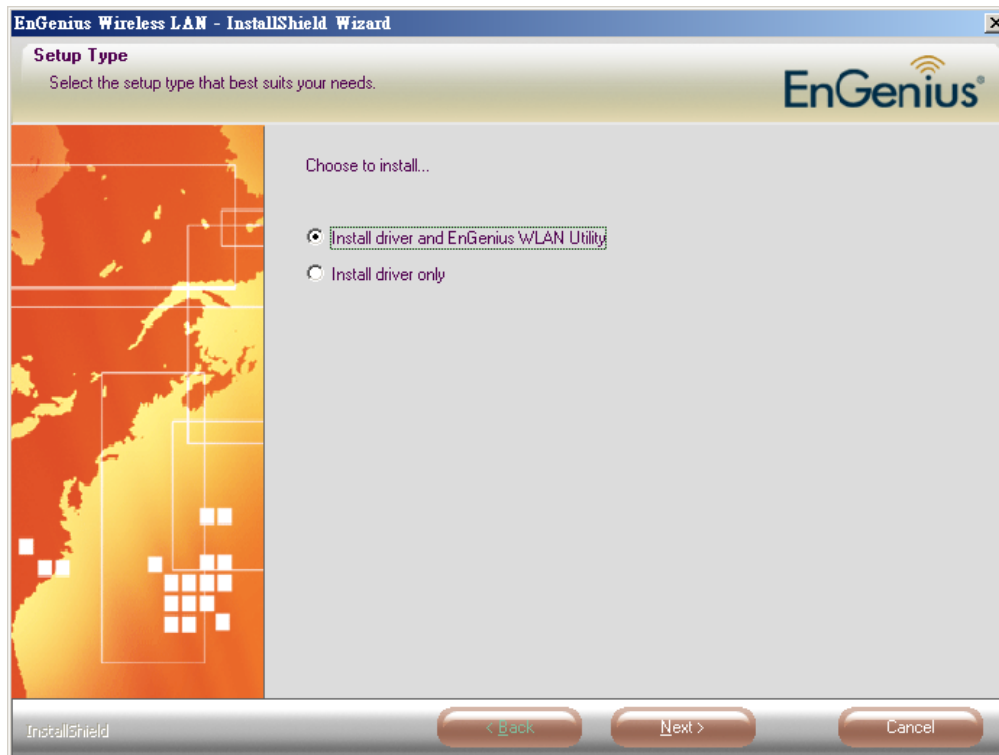 EnGenius Wireless LAN - InstallShield Wizard
Setup Type
Select the setup type that best suits your needs.
EnGenius®
Choose to install...
Install driver and EnGenius WLAN Utility
Install driver only
InstallShield
< Back
Next >
Cancel